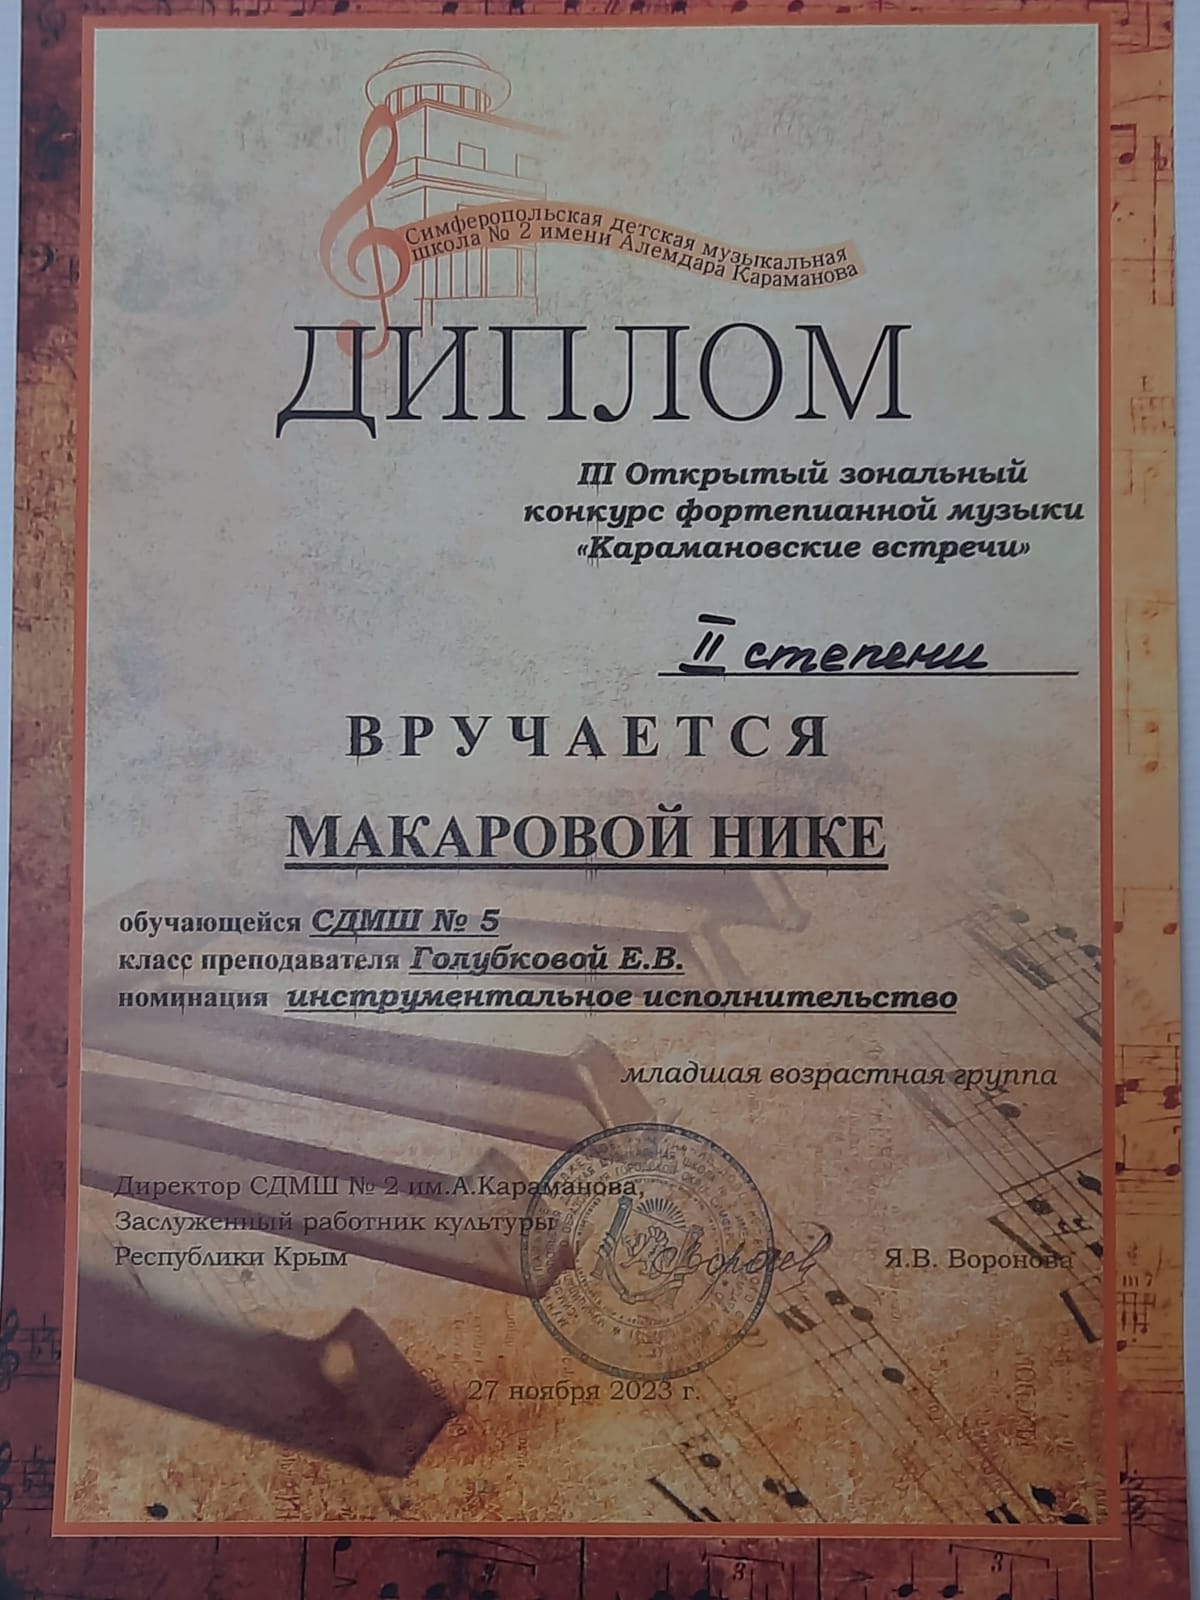 Симферопольская детская музыкальная
школа № 2 имени Алемдара Караманова
ДИПЛОМ
III Открытый зональный
конкурс фортепианной музыки
«Карамановские встречи»
II степени
ВРУЧАЕТСЯ
МАКАРОВОЙ НИКЕ
обучающейся СДМШ № 5
класс преподавателя Голубковой Е.В.
номинация инструментальное исполнительство
младшая возрастная группа
Директор СДМШ № 2 им.А.Караманова,
Заслуженный работник культуры
Республики Крым
Я.В. Воронова
27 ноября 2023 г.